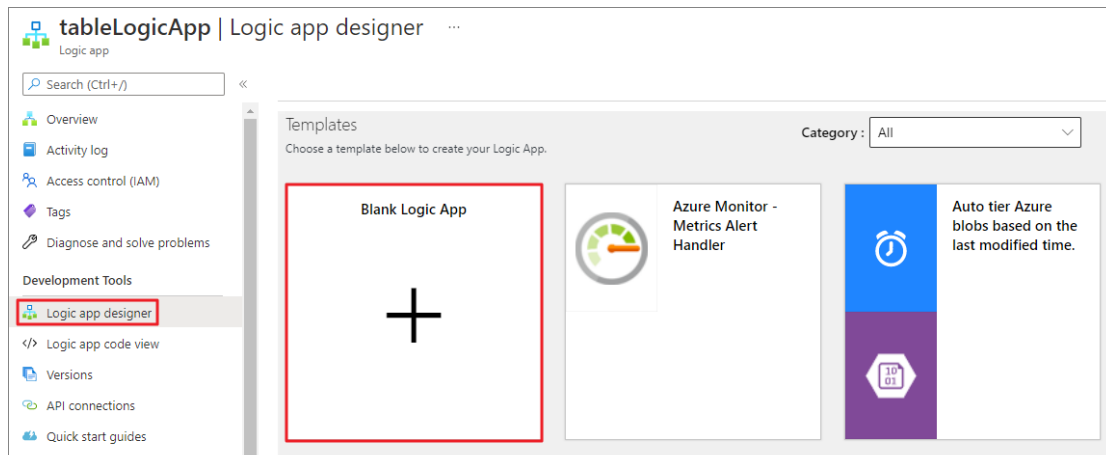 tableLogicApp | Logic app designer ...
Logic app
Search (Ctrl+/)
«
Overview
Activity log
Access control (IAM)
Tags
Diagnose and solve problems
Development Tools
Logic app designer
</> Logic app code view
Versions
API connections
Quick start guides
Templates
Choose a template below to create your Logic App.
Category :
All
Blank Logic App
Azure Monitor -
Metrics Alert
Handler
Auto tier Azure
blobs based on the
last modified time.
10
01